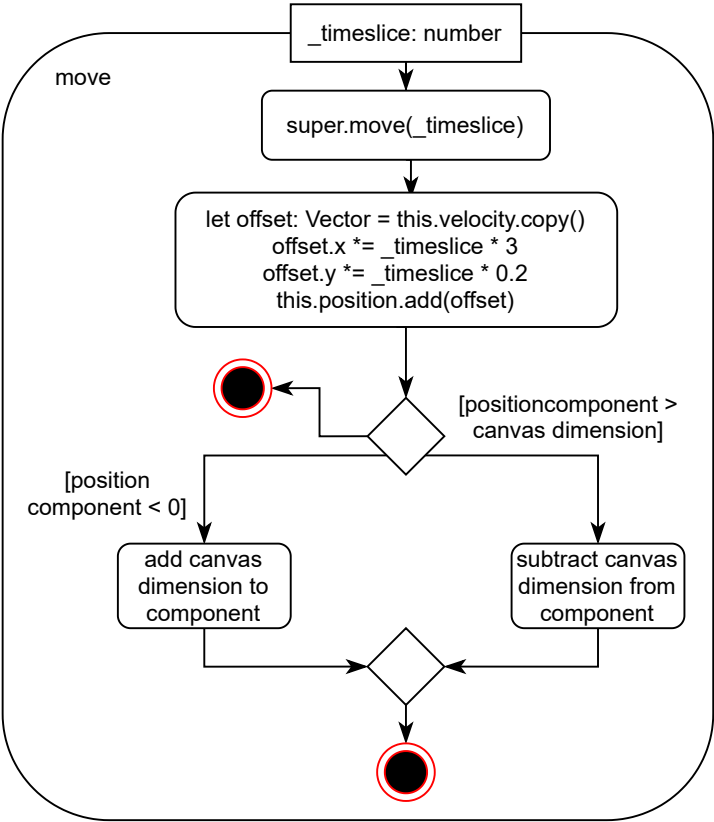 _timeslice: number
move
super.move(_timeslice)
let offset: Vector = this.velocity.copy()
offset.x *= _timeslice * 3
offset.y *= _timeslice * 0.2
this.position.add(offset)
[positioncomponent >
canvas dimension]
[position
component < 0]
add canvas
dimension to
component
subtract canvas
dimension from
component